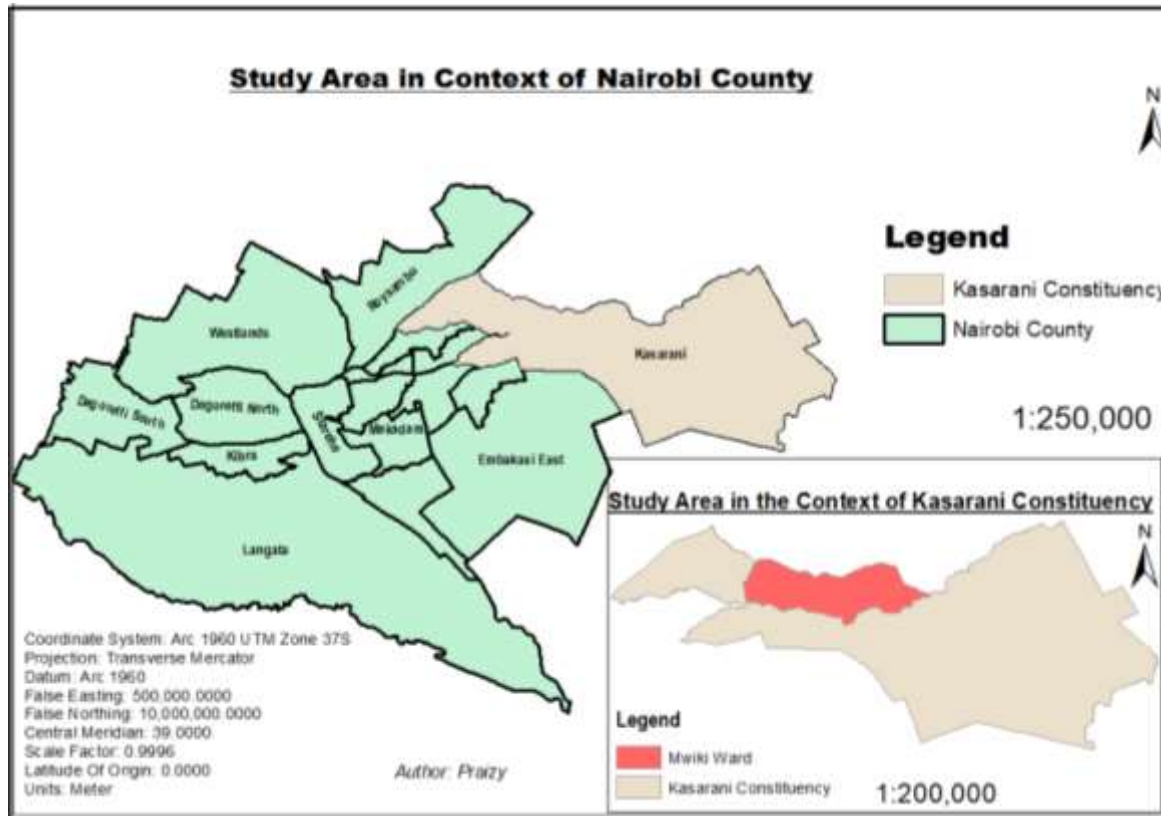 Study Area in Context of Nairobi County
N
Legend
Kasarani Constituency
Nairobi County
1:250,000
Roysambu
Westlands
Kasarani
Dagoretti South
Dagoretti North
Starehe
Makadara
Kibra
Embakasi East
Langata
Study Area in the Context of Kasarani Constituency
N
Legend
Mwiki Ward
Kasarani Constituency
1:200,000
Coordinate System: Arc 1960 UTM Zone 37S
Projection: Transverse Mercator
Datum: Arc 1960
False Easting: 500,000.0000
False Northing: 10,000,000.0000
Central Meridian: 39.0000
Scale Factor: 0.9996
Latitude Of Origin: 0.0000
Units: Meter
Author: Praizy